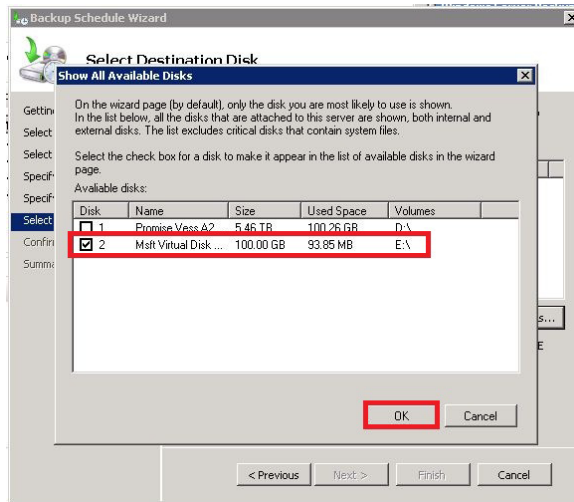 Backup Schedule Wizard
Select Destination Disk
Show All Available Disks
On the wizard page (by default), only the disk you are most likely to use is shown.
In the list below, all the disks that are attached to this server are shown, both internal and
external disks. The list excludes critical disks that contain system files.
Select the check box for a disk to make it appear in the list of available disks in the wizard
page.
Available disks:
Disk Name Size Used Space Volumes
1 Promise Vess A2... 5.46 TB 100.26 GB D:\
2 Msft Virtual Disk ... 100.00 GB 93.85 MB E:\
OK Cancel
Select
Select
Select
Summa
s...
E
< Previous Next > Finish Cancel